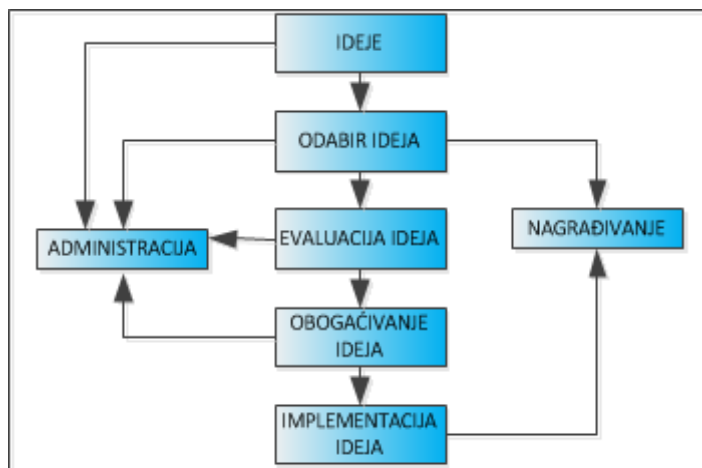 IDEJE
ODABIR IDEJA
EVALUACIJA IDEJA
NAGRAĐIVANJE
ADMINISTRACIJA
OBOGAĆIVANJE
IDEJA
IMPLEMENTACIJA
IDEJA